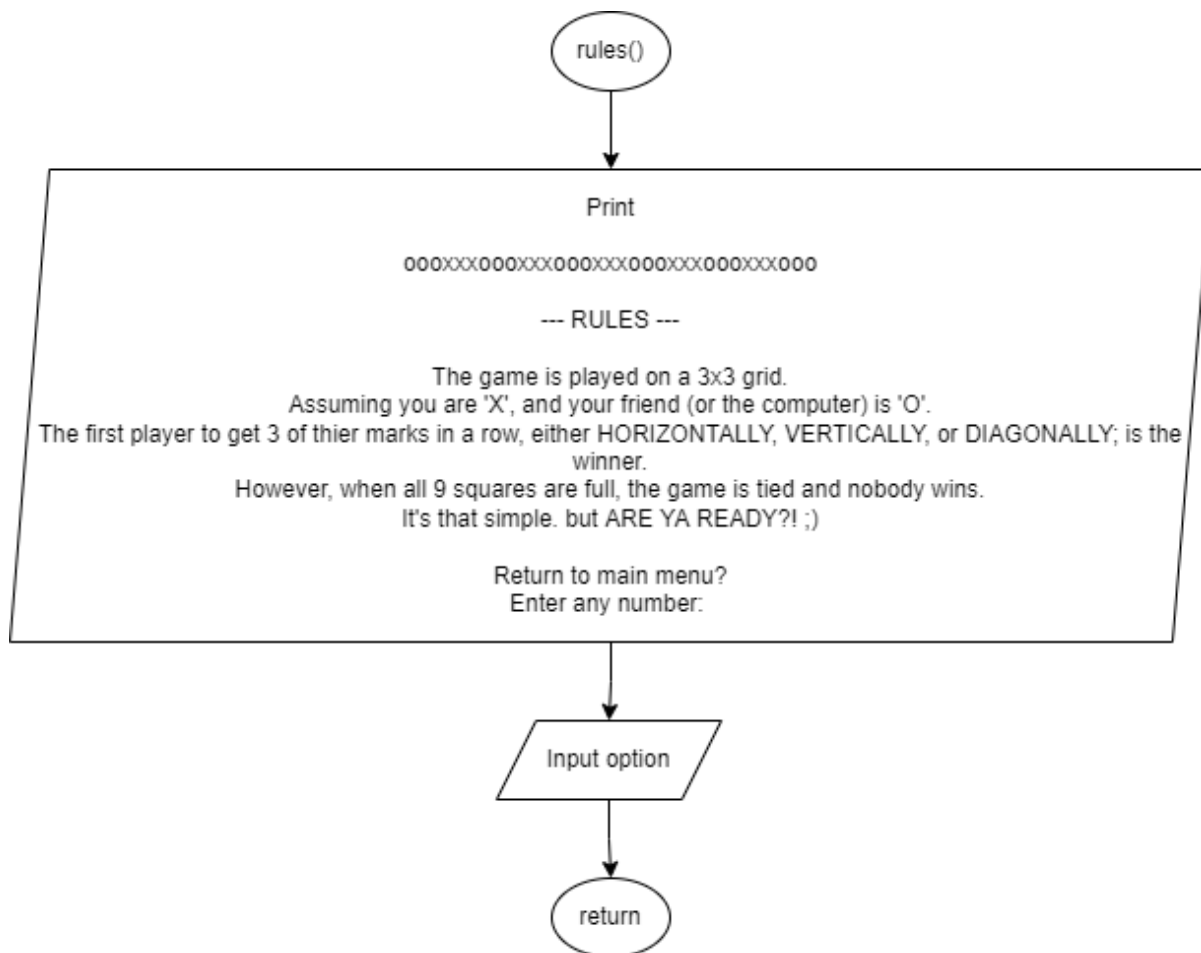 rules()
Print
oooxxxoooxxxoooxxxoooxxxoooxxxooo
--- RULES ---
The game is played on a 3x3 grid.
Assuming you are 'X', and your friend (or the computer) is 'O'.
The first player to get 3 of thier marks in a row, either HORIZONTALLY, VERTICALLY, or DIAGONALLY; is the
winner.
However, when all 9 squares are full, the game is tied and nobody wins.
It's that simple. but ARE YA READY?! ;)
Return to main menu?
Enter any number:
Input option
return